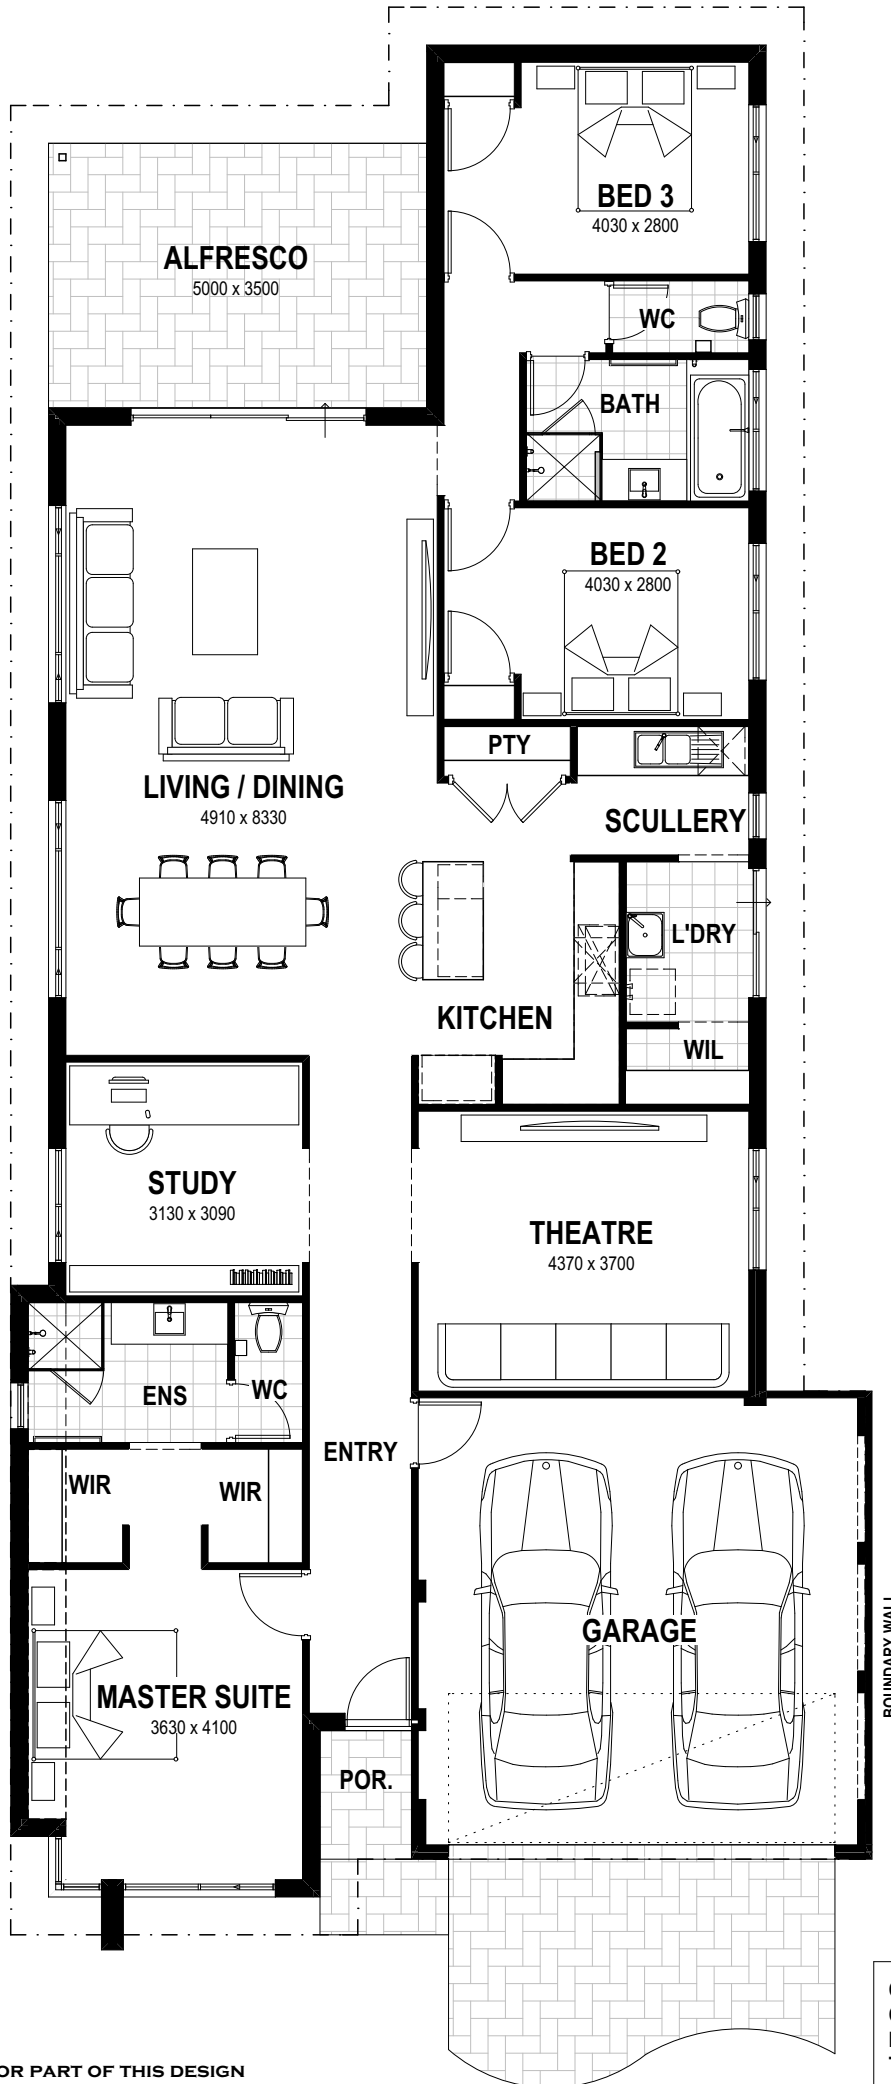 BED 3
4030 x 2800
ALFRESCO
5000 x 3500
WC
BATH
BED 2
4030 x 2800
PTY
LIVING / DINING
4910 x 8330
SCULLERY
L'DRY
KITCHEN
WIL
STUDY
3130 x 3090
THEATRE
4370 x 3700
ENS
WC
ENTRY
WIR
WIR
GARAGE
BOUNDARY WALL
MASTER SUITE
3630 x 4100
POR.
OR PART OF THIS DESIGN